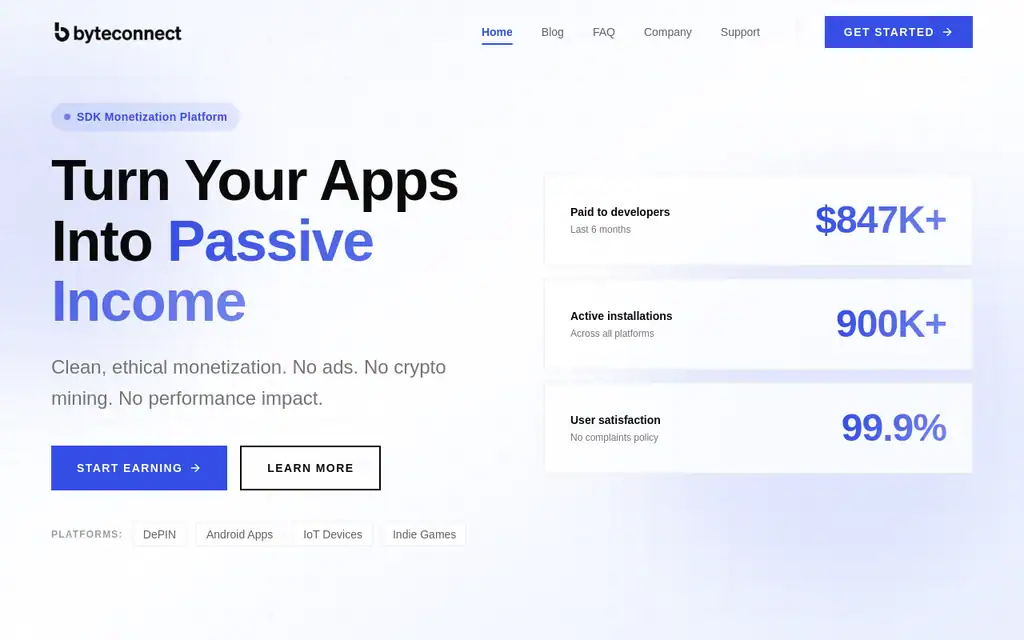 byteconnect
Home Blog FAQ Company Support
GET STARTED →
SDK Monetization Platform
Turn Your Apps
Into Passive
Income
Clean, ethical monetization. No ads. No crypto
mining. No performance impact.
START EARNING → LEARN MORE
PLATFORMS: DePIN Android Apps IoT Devices Indie Games
Paid to developers
Last 6 months
$847K+
Active installations
Across all platforms
900K+
User satisfaction
No complaints policy
99.9%